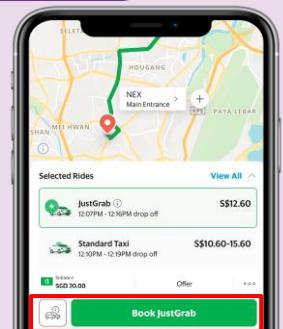 SELETA
HOUGANG
NEX
Main Entrance
PAYA LEBAR
SHAN
MEI HWAN
Selected Rides
View All
JustGrab
S$12.60
12:07PM - 12:16PM drop off
Standard Taxi
S$10.60-15.60
12:10PM - 12:19PM drop off
Balance
SGD 20.00
Offer
Book JustGrab